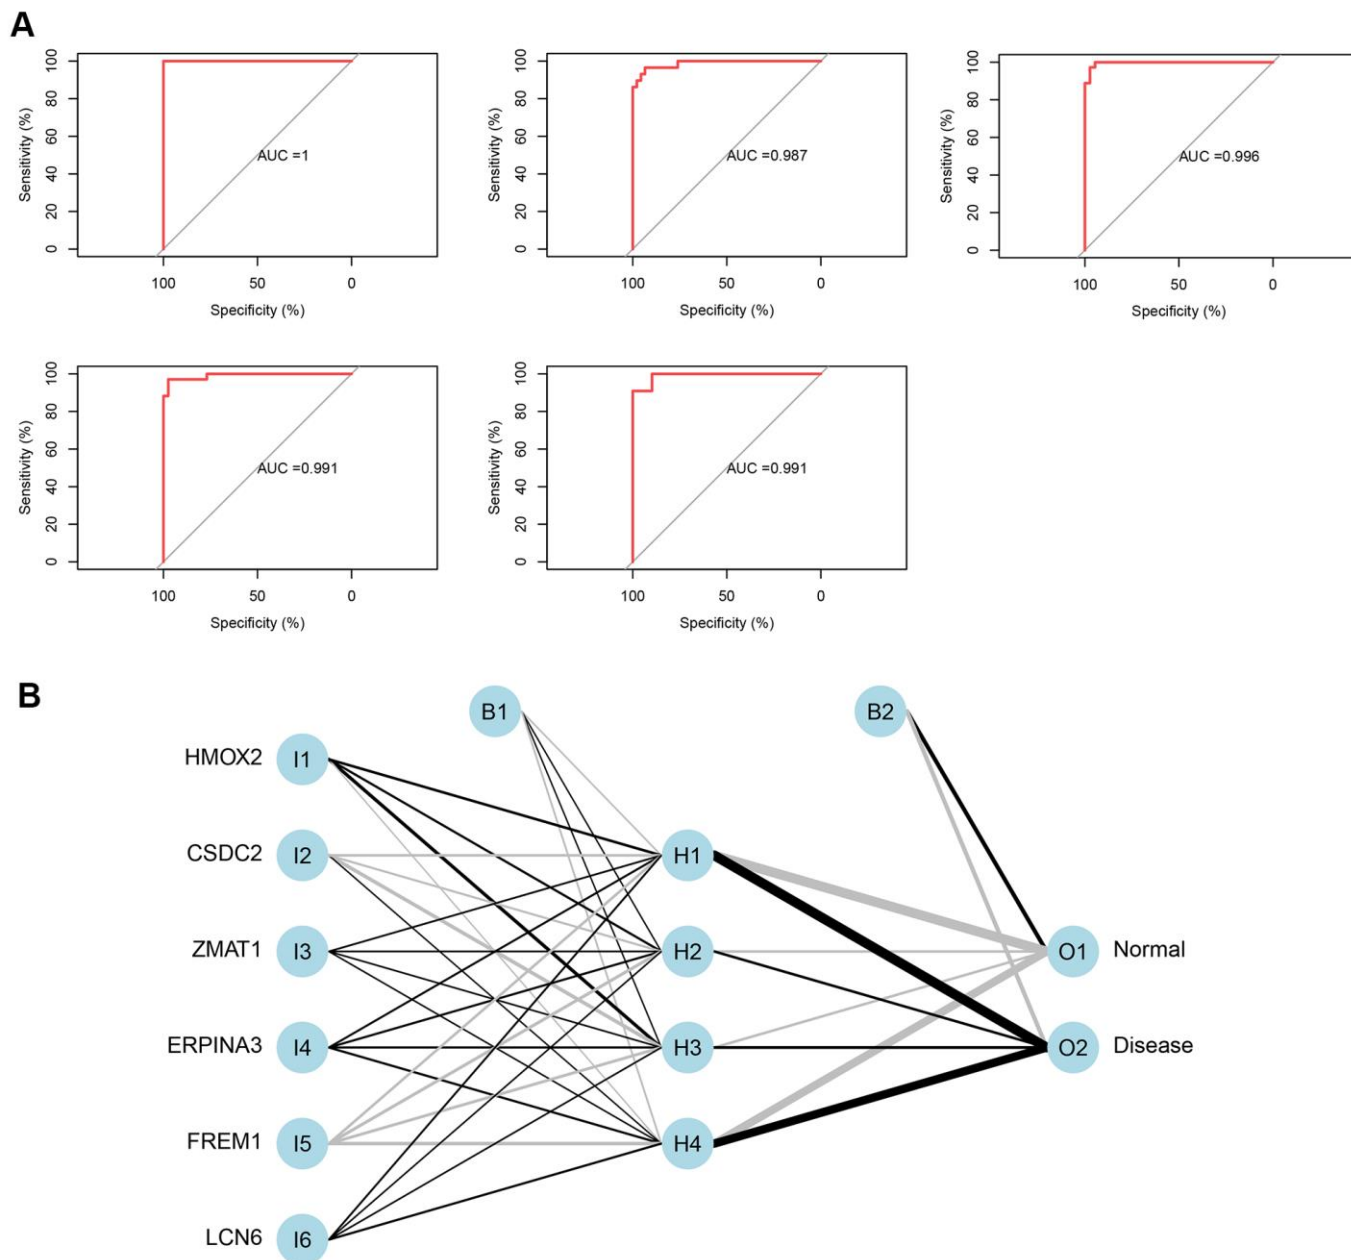 A
100
80
60
40
20
0
Sensitivity (%)
AUC =1
100 50 0
Specificity (%)
100
80
60
40
20
0
Sensitivity (%)
AUC =0.987
100 50 0
Specificity (%)
100
80
60
40
20
0
Sensitivity (%)
AUC =0.996
100 50 0
Specificity (%)
100
80
60
40
20
0
Sensitivity (%)
AUC =0.991
100 50 0
Specificity (%)
100
80
60
40
20
0
Sensitivity (%)
AUC =0.991
100 50 0
Specificity (%)
B
B1 B2
HMOX2 I1
CSDC2 I2 H1
ZMAT1 I3 H2 O1 Normal
ERPINA3 I4 H3 O2 Disease
FREM1 I5 H4
LCN6 I6